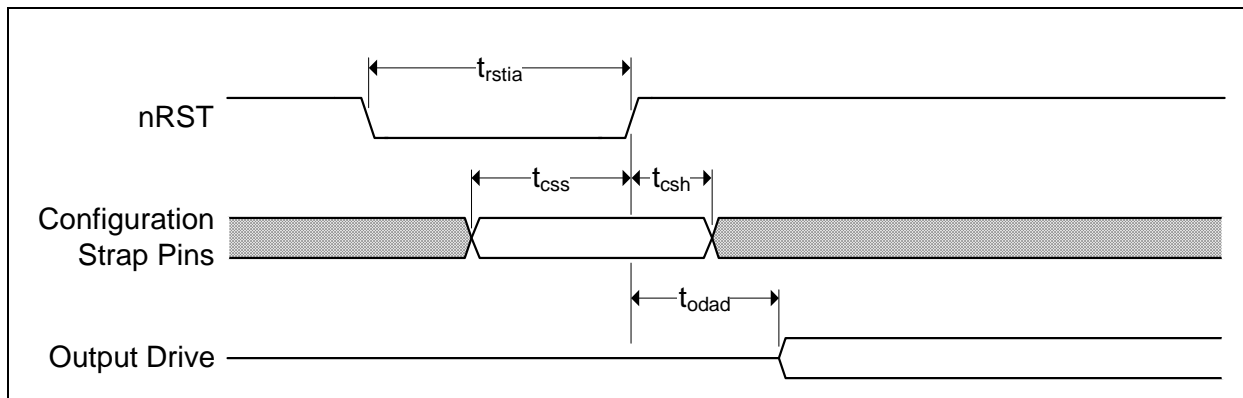 t_rstia
nRST
t_css
t_csh
Configuration
Strap Pins
t_odad
Output Drive